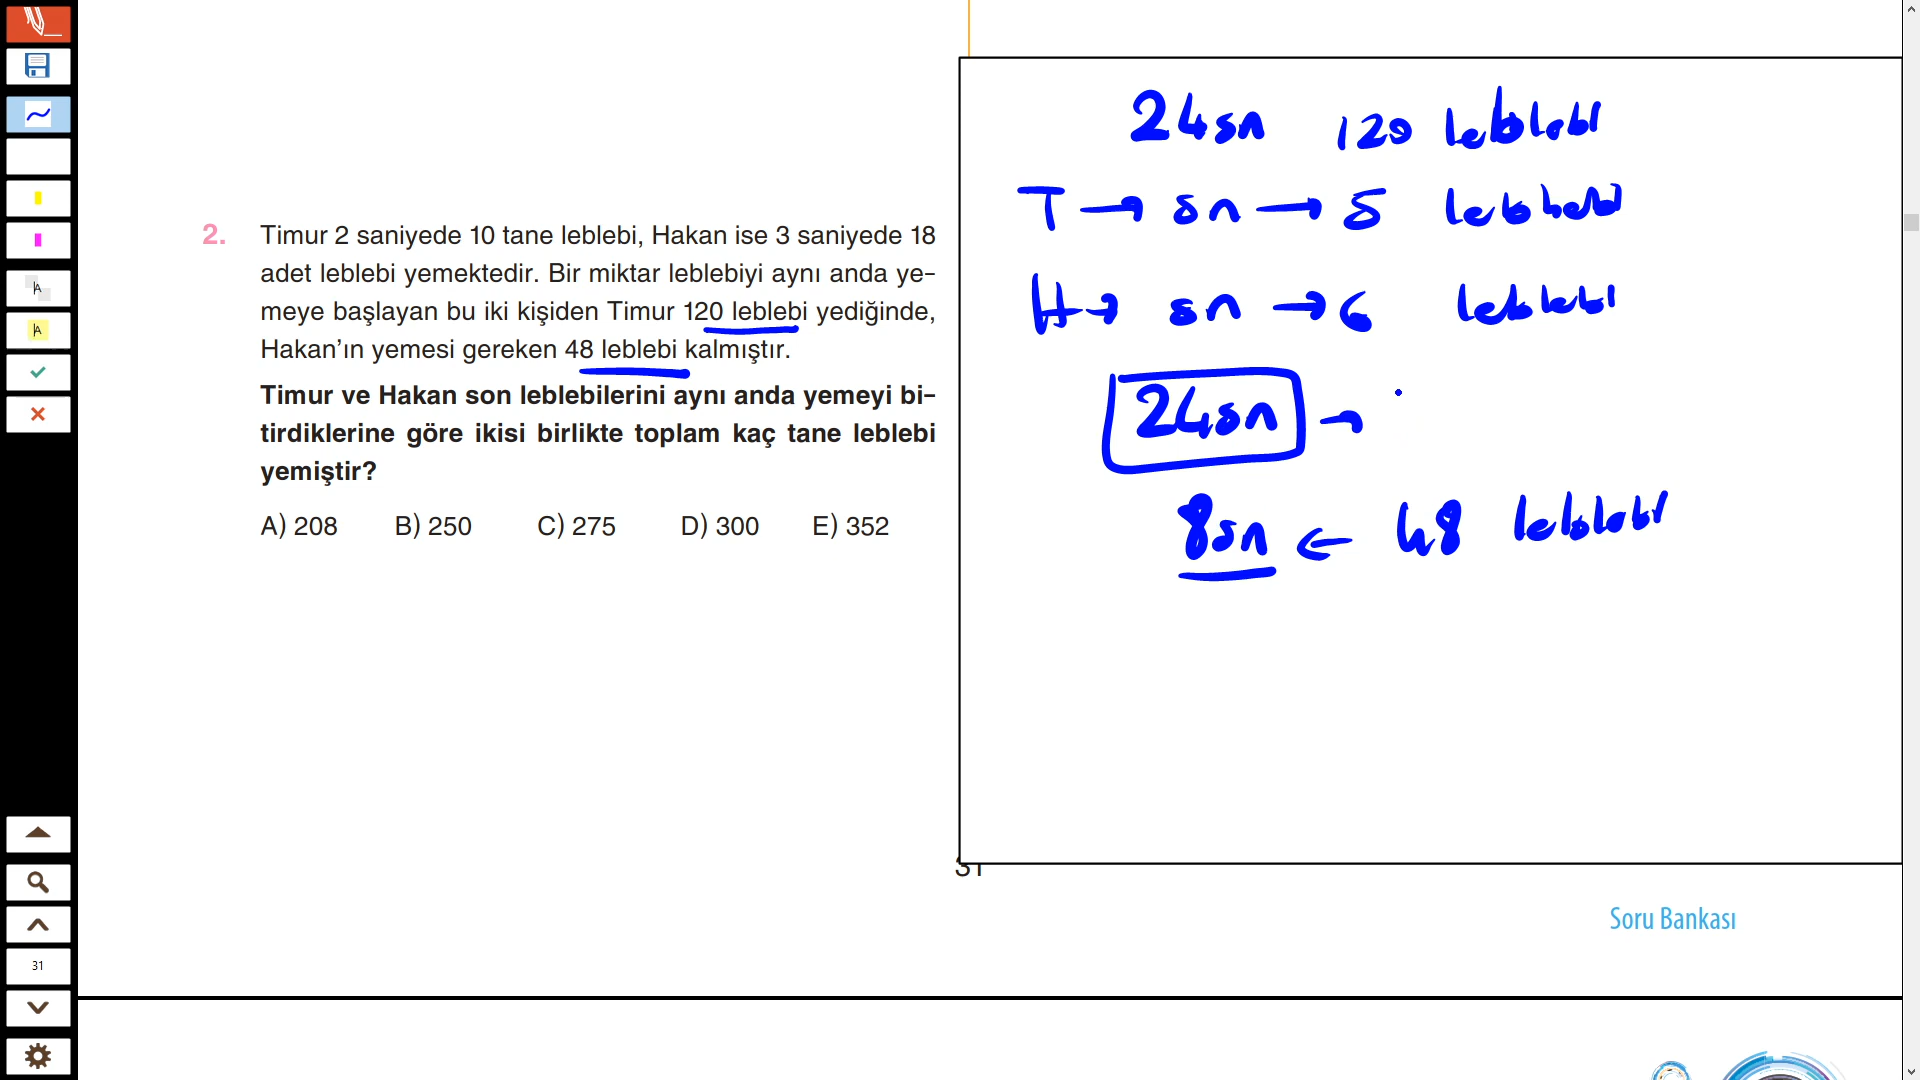 24sn 120 leblebi
T → sn → 5 leblebi
2. Timur 2 saniyede 10 tane leblebi, Hakan ise 3 saniyede 18
adet leblebi yemektedir. Bir miktar leblebiyi aynı anda ye-
meye başlayan bu iki kişiden Timur 120 leblebi yediğinde,
Hakan'ın yemesi gereken 48 leblebi kalmıştır.
Timur ve Hakan son leblebilerini aynı anda yemeyi bi-
tirdiklerine göre ikisi birlikte toplam kaç tane leblebi
yemiştir?
A) 208 B) 250 C) 275 D) 300 E) 352
H → sn → 6 leblebi
24sn →
8sn ← 48 leblebi
31
Soru Bankası
31